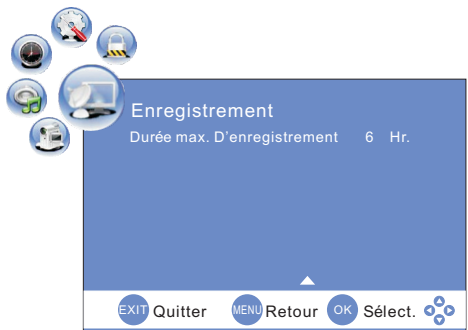 Enregistrement
Durée max. D'enregistrement 6 Hr.
EXIT Quitter MENU Retour OK Sélect.